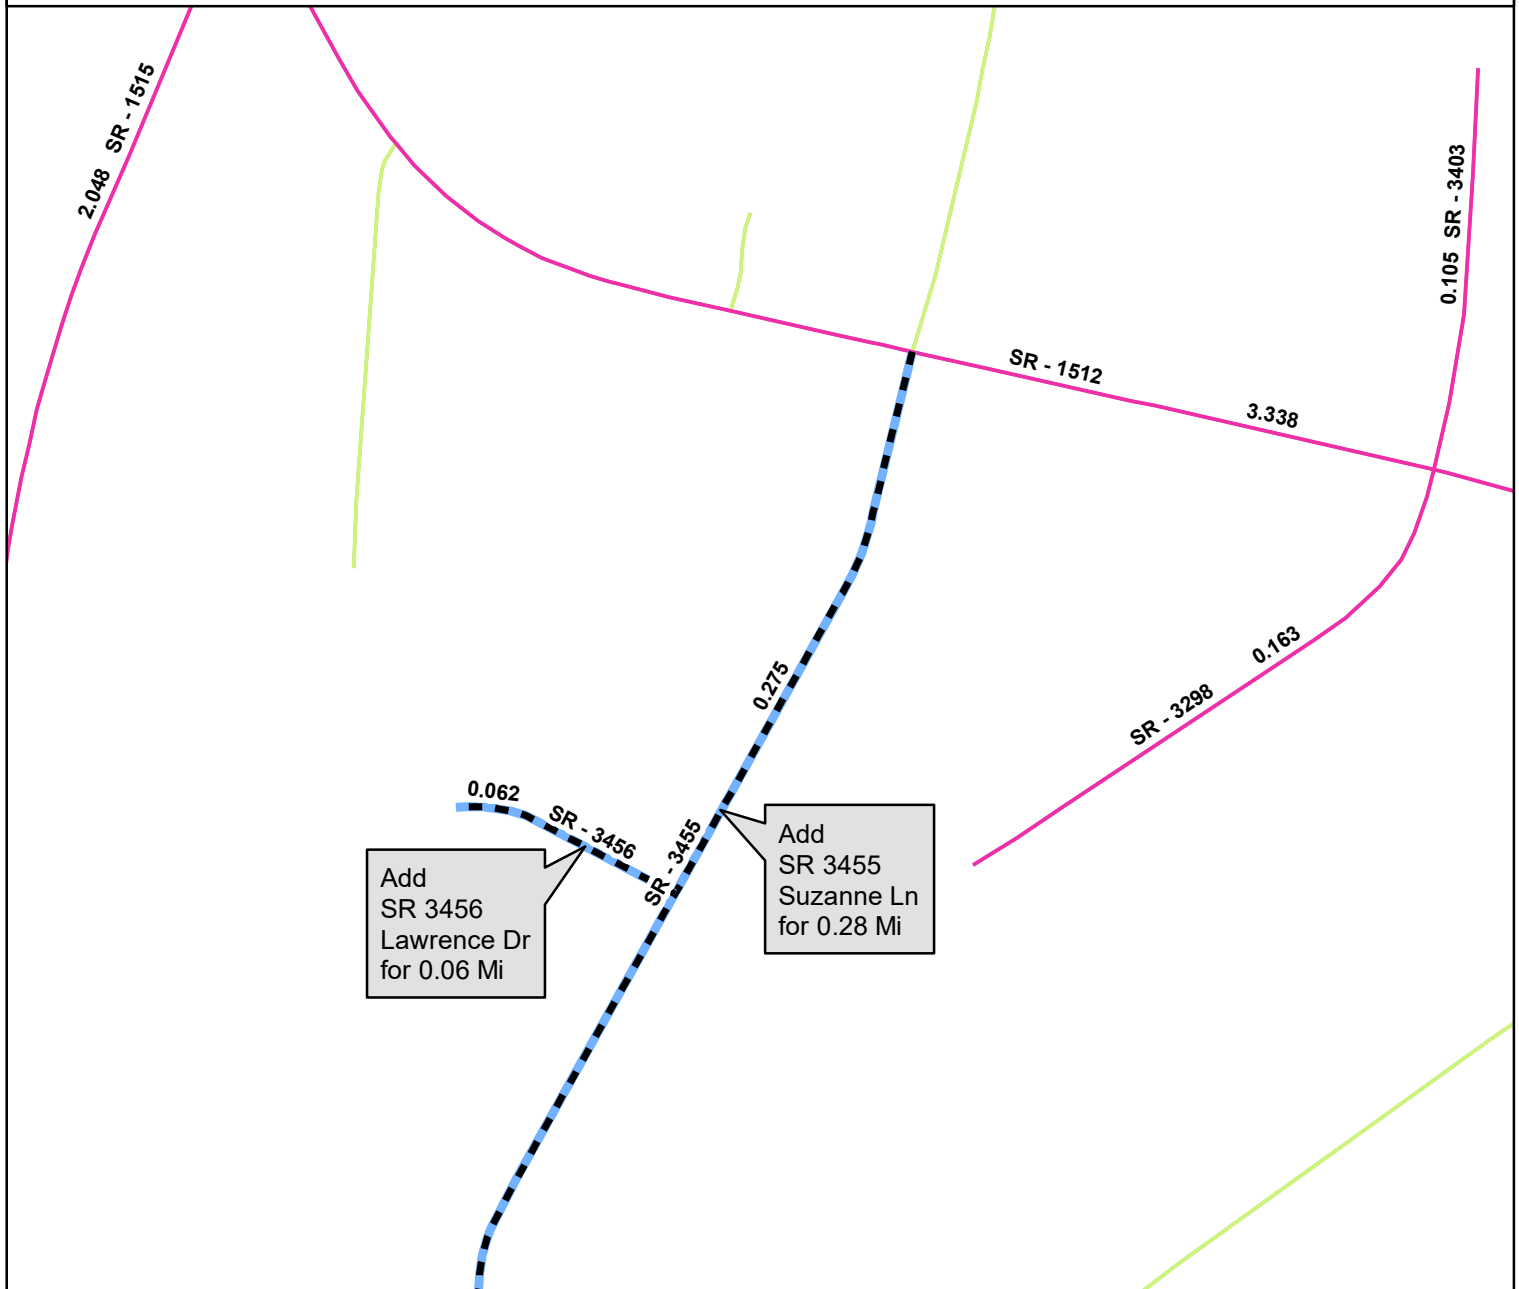 2.048 SR - 1515
0.105 SR - 3403
SR - 1512
3.338
0.163
SR - 3298
0.275
0.062
SR - 3456
SR - 3455
Add
SR 3455
Suzanne Ln
for 0.28 Mi
Add
SR 3456
Lawrence Dr
for 0.06 Mi